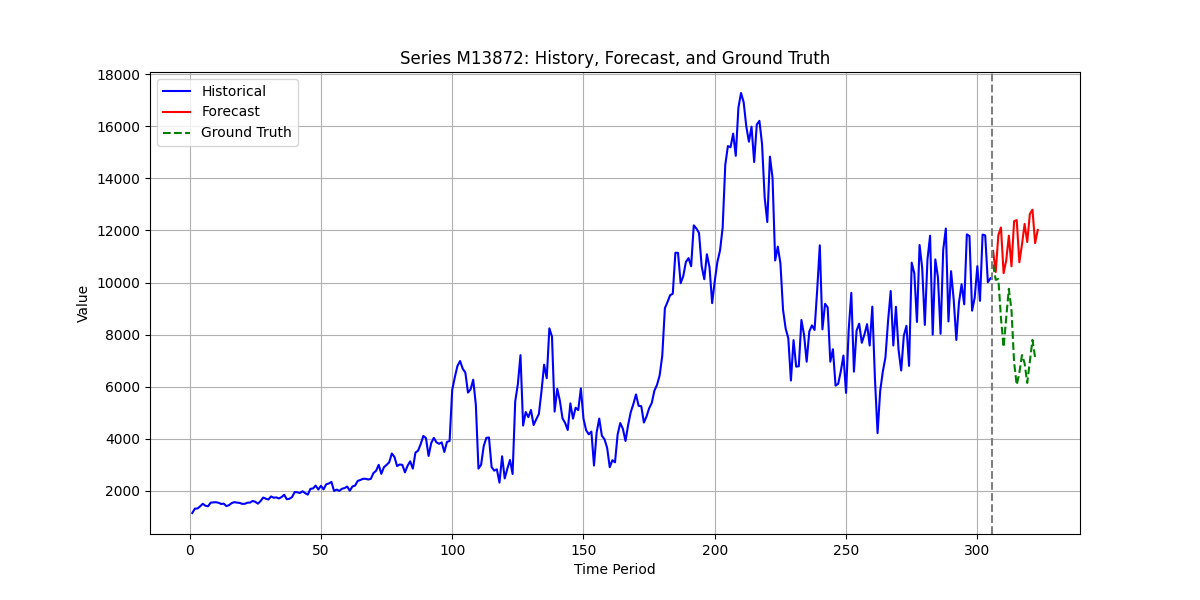 Series M13872: History, Forecast, and Ground Truth
18000
16000
14000
12000
10000
8000
6000
4000
2000
Value
Historical
Forecast
Ground Truth
0 50 100 150 200 250 300
Time Period